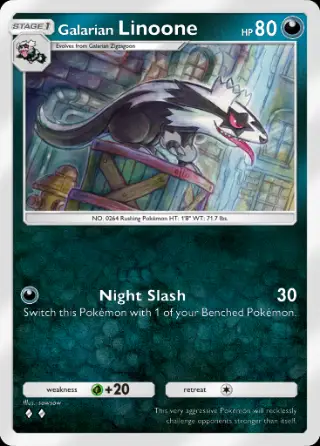 STAGE 1
Galarian Linoone HP 80
Evolves from Galarian Zigzagoon
NO. 0264 Rushing Pokémon HT: 1'8" WT: 71.7 lbs.
Night Slash 30
Switch this Pokémon with 1 of your Benched Pokémon.
weakness +20 retreat
illus. sowsow
This very aggressive Pokémon will recklessly
challenge opponents stronger than itself.